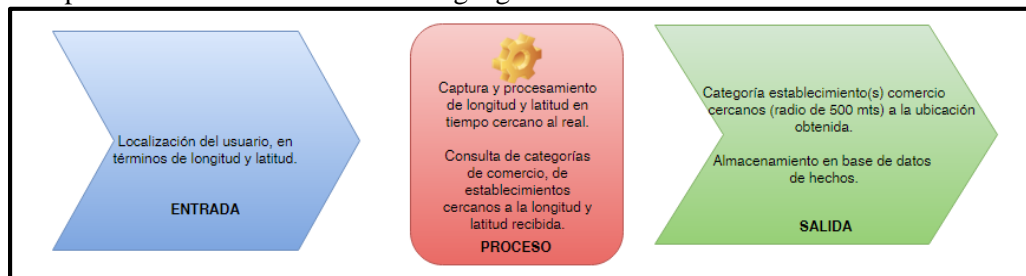 Localización del usuario, en
términos de longitud y latitud.
ENTRADA
Captura y procesamiento
de longitud y latitud en
tiempo cercano al real.
Consulta de categorías
de comercio, de
establecimientos
cercanos a la longitud y
latitud recibida.
PROCESO
Categoría establecimiento(s) comercio
cercanos (radio de 500 mts) a la ubicación
obtenida.
Almacenamiento en base de datos
de hechos.
SALIDA